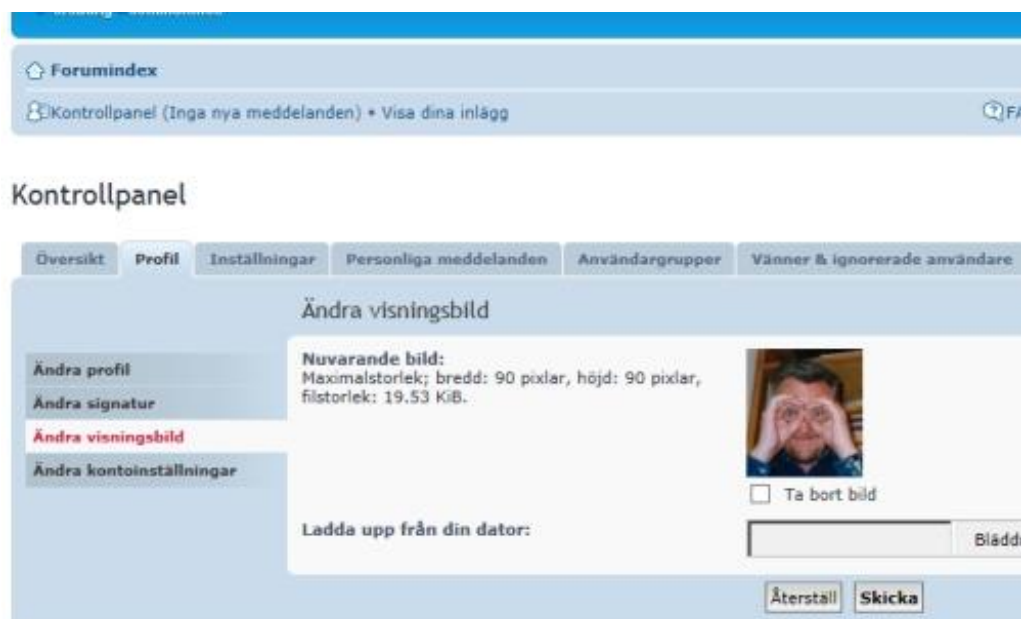 Forumindex
Kontrollpanel (Inga nya meddelanden) • Visa dina inlägg
Kontrollpanel
Översikt Profil Inställningar Personliga meddelanden Användargrupper Vänner & ignorerade användare
Ändra visningsbild
Ändra profil
Ändra signatur
Ändra visningsbild
Ändra kontoinställningar
Nuvarande bild:
Maximalstorlek; bredd: 90 pixlar, höjd: 90 pixlar,
filstorlek: 19.53 KiB.
Ta bort bild
Ladda upp från din dator:
Återställ Skicka